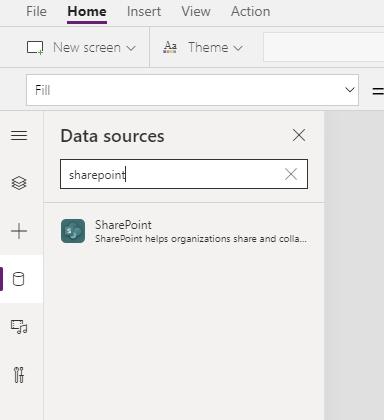 File Home Insert View Action
New screen Theme
Fill =
Data sources
sharepoint
SharePoint
SharePoint helps organizations share and colla...